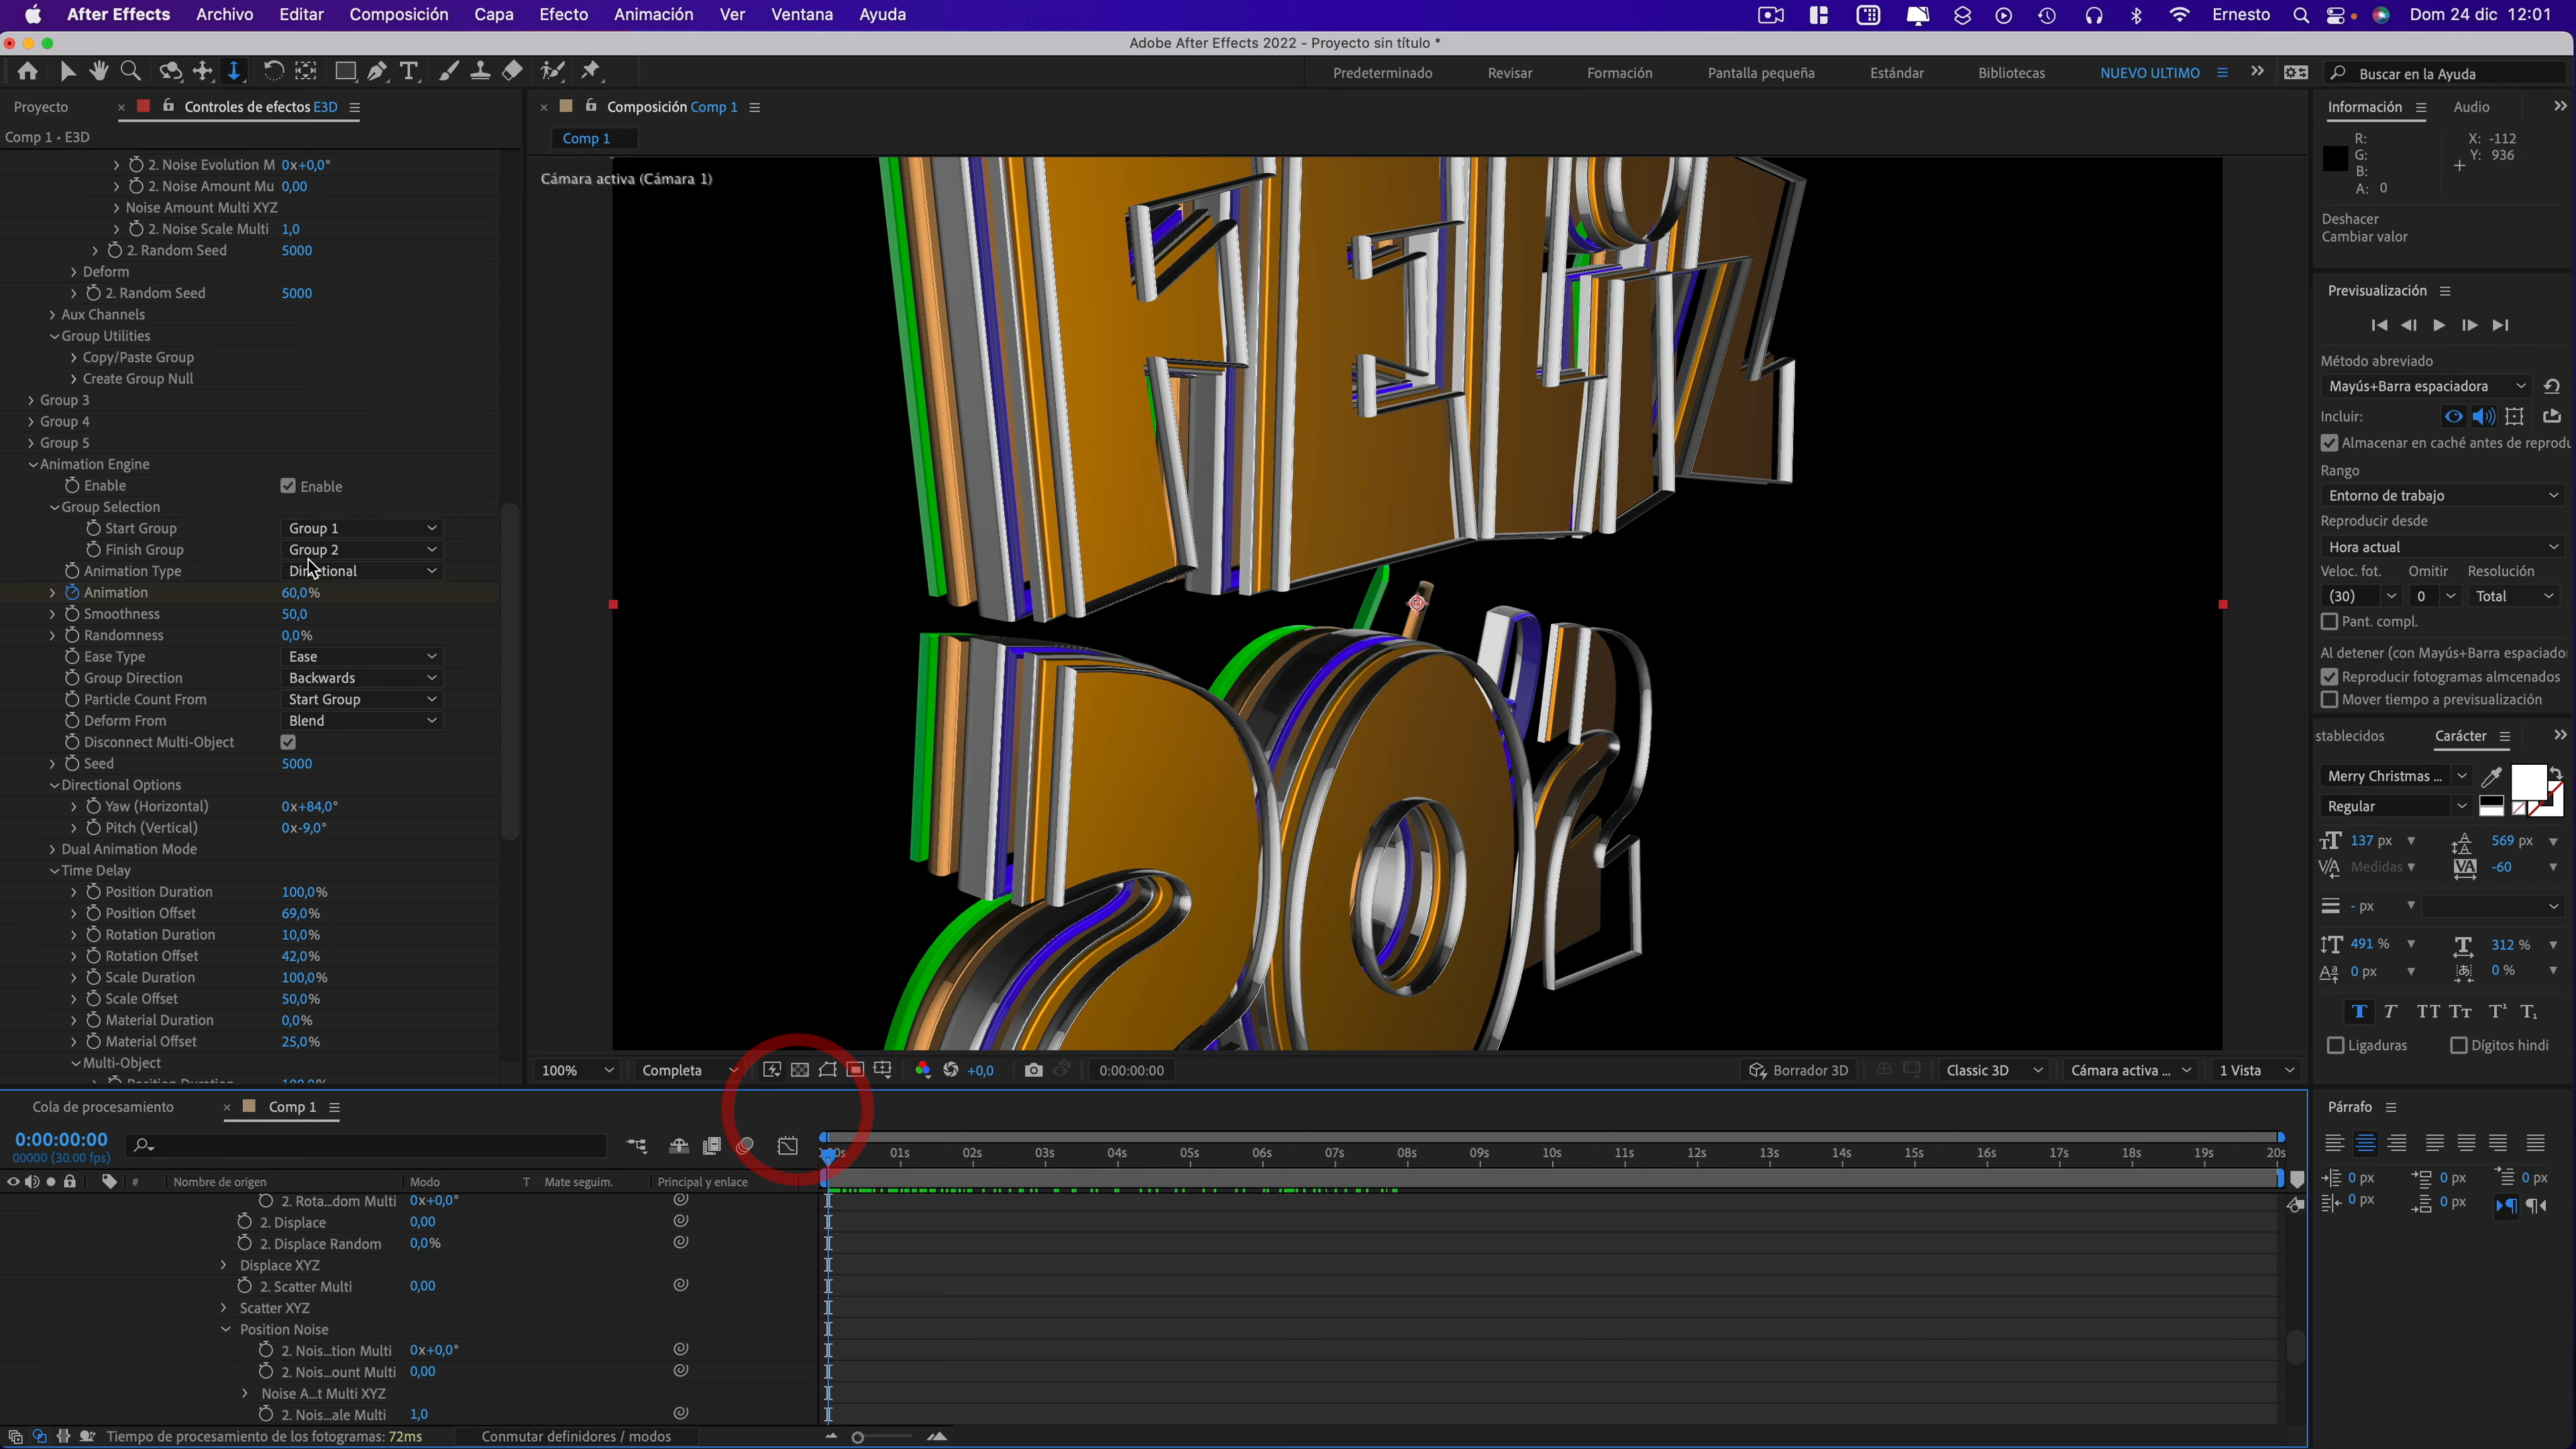 After Effects Archivo Editar Composición Capa Efecto Animación Ver Ventana Ayuda Ernesto Dom 24 dic 12:01
Adobe After Effects 2022 - Proyecto sin título *
Predeterminado Revisar Formación Pantalla pequeña Estándar Bibliotecas NUEVO ULTIMO Buscar en la Ayuda
Proyecto Controles de efectos E3D
Composición Comp 1
Información Audio
Comp 1 • E3D
Comp 1
Cámara activa (Cámara 1)
R:
G:
B:
A: 0
X: -112
Y: 936
Deshacer
Cambiar valor
2. Noise Evolution M 0x+0,0°
2. Noise Amount Mu 0,00
Noise Amount Multi XYZ
2. Noise Scale Multi 1,0
2. Random Seed 5000
Deform
2. Random Seed 5000
Aux Channels
Group Utilities
Copy/Paste Group
Create Group Null
Group 3
Group 4
Group 5
Animation Engine
Enable Enable
Group Selection
Start Group Group 1
Finish Group Group 2
Animation Type Directional
Animation 60,0%
Smoothness 50,0
Randomness 0,0%
Ease Type Ease
Group Direction Backwards
Particle Count From Start Group
Deform From Blend
Disconnect Multi-Object
Seed 5000
Directional Options
Yaw (Horizontal) 0x+84,0°
Pitch (Vertical) 0x-9,0°
Dual Animation Mode
Time Delay
Position Duration 100,0%
Position Offset 69,0%
Rotation Duration 10,0%
Rotation Offset 42,0%
Scale Duration 100,0%
Scale Offset 50,0%
Material Duration 0,0%
Material Offset 25,0%
Multi-Object
Position Duration 100,0%
Previsualización
Método abreviado
Mayús+Barra espaciadora
Incluir:
Almacenar en caché antes de reprodu
Rango
Entorno de trabajo
Reproducir desde
Hora actual
Veloc. fot. Omitir Resolución
(30) 0 Total
Pant. compl.
Al detener (con Mayús+Barra espaciado
Reproducir fotogramas almcenados
Mover tiempo a previsualización
stablecidos Carácter
Merry Christmas ...
Regular
137 px 569 px
Medidas -60
- px
491 % 312 %
0 px 0 %
T T TT Tт T¹ T₁
Ligaduras Dígitos hindi
100% Completa +0,0 0:00:00:00 Borrador 3D Classic 3D Cámara activa ... 1 Vista
Cola de procesamiento Comp 1
Párrafo
0:00:00:00
00000 (30.00 fps)
01s 02s 03s 04s 05s 06s 07s 08s 09s 10s 11s 12s 13s 14s 15s 16s 17s 18s 19s 20s
# Nombre de origen Modo T Mate seguim. Principal y enlace
0 px 0 px 0 px
0 px 0 px
2. Rota...dom Multi 0x+0,0°
2. Displace 0,00
2. Displace Random 0,0%
Displace XYZ
2. Scatter Multi 0,00
Scatter XYZ
Position Noise
2. Nois...tion Multi 0x+0,0°
2. Nois...ount Multi 0,00
Noise A...t Multi XYZ
2. Nois...ale Multi 1,0
Tiempo de procesamiento de los fotogramas: 72ms Conmutar definidores / modos